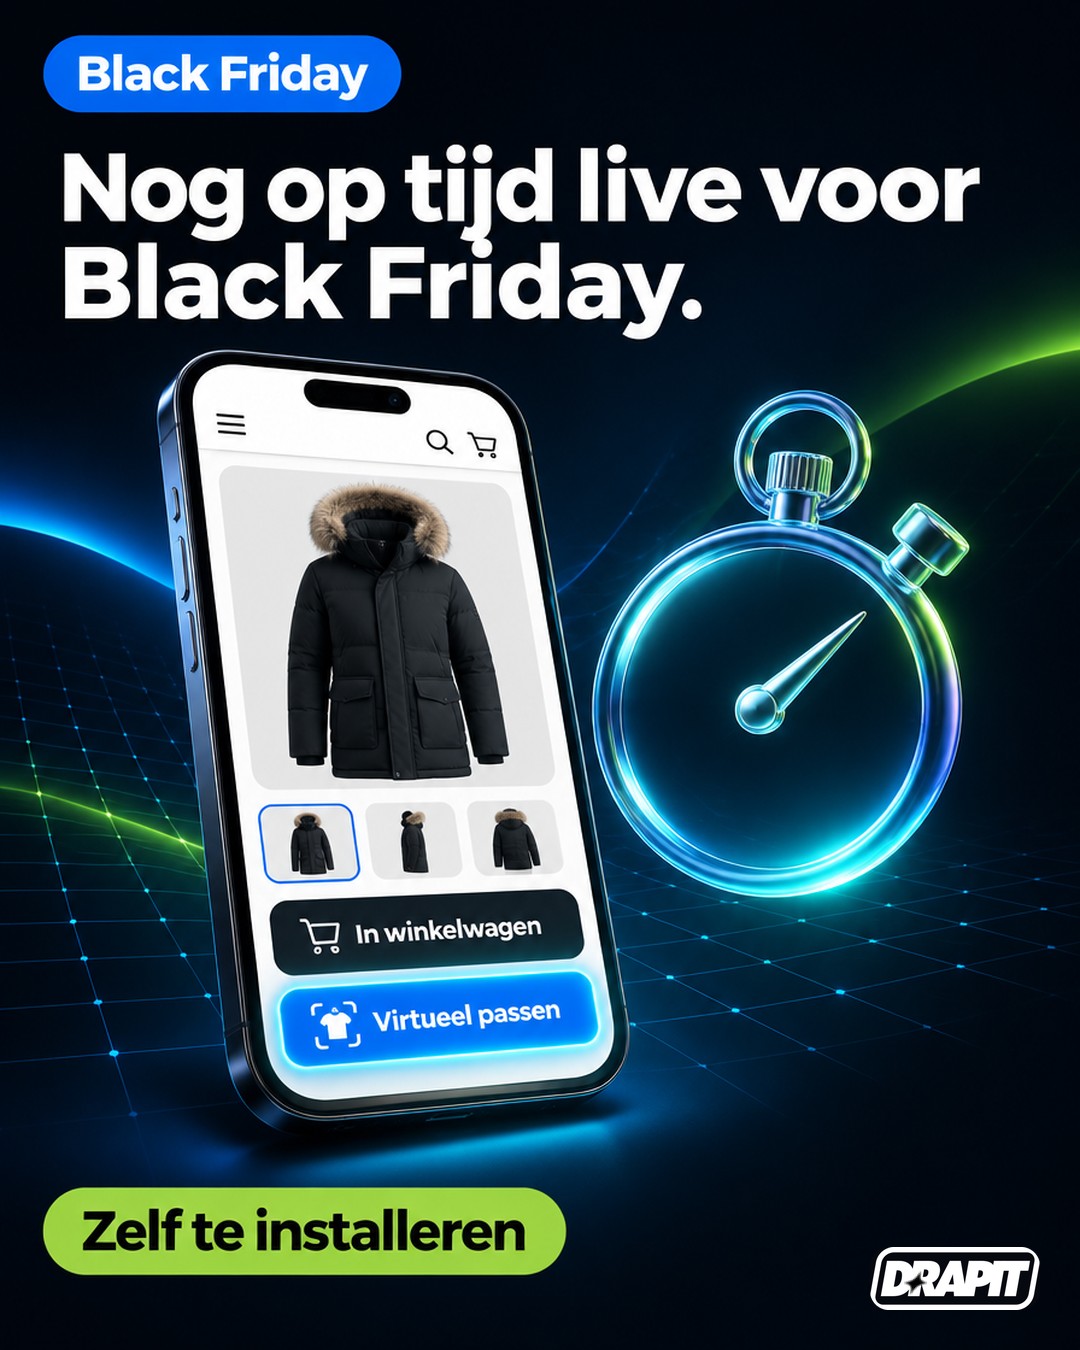 Black Friday
Nog op tijd live voor
Black Friday.
In winkelwagen
Virtueel passen
Zelf te installeren
DRAPIT